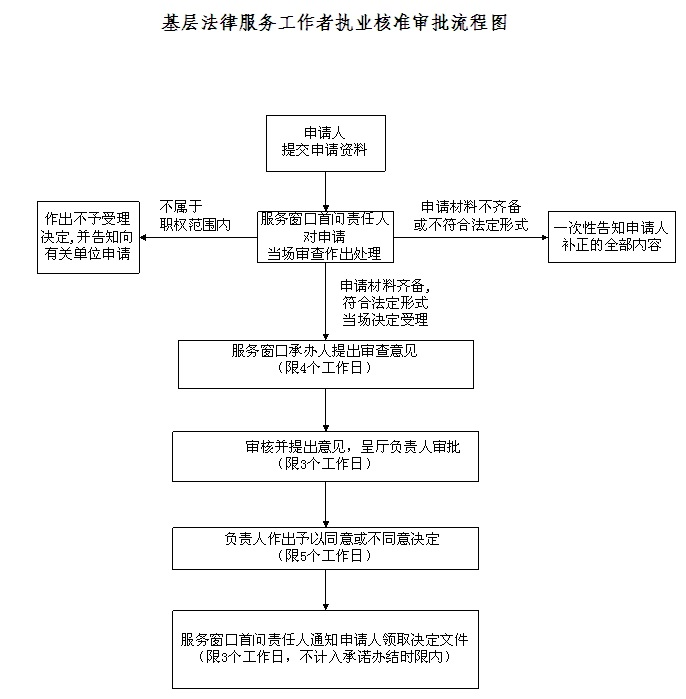 基层法律服务工作者执业核准审批流程图
申请人
提交申请资料
不属于
职权范围内
申请材料不齐备
或不符合法定形式
作出不予受理
决定,并告知向
有关单位申请
服务窗口首问责任人
对申请
当场审查作出处理
一次性告知申请人
补正的全部内容
申请材料齐备,
符合法定形式
当场决定受理
服务窗口承办人提出审查意见
（限4个工作日）
审核并提出意见，呈厅负责人审批
（限3个工作日）
负责人作出予以同意或不同意决定
（限5个工作日）
服务窗口首问责任人通知申请人领取决定文件
（限3个工作日，不计入承诺办结时限内）